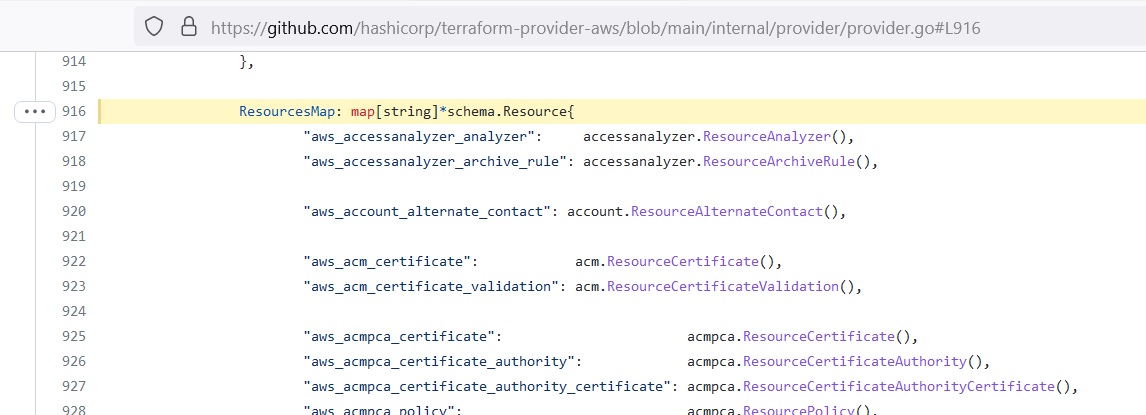 https://github.com/hashicorp/terraform-provider-aws/blob/main/internal/provider/provider.go#L916
914 },
915
916 ResourcesMap: map[string]*schema.Resource{
917 "aws_accessanalyzer_analyzer": accessanalyzer.ResourceAnalyzer(),
918 "aws_accessanalyzer_archive_rule": accessanalyzer.ResourceArchiveRule(),
919
920 "aws_account_alternate_contact": account.ResourceAlternateContact(),
921
922 "aws_acm_certificate": acm.ResourceCertificate(),
923 "aws_acm_certificate_validation": acm.ResourceCertificateValidation(),
924
925 "aws_acmpca_certificate": acmpca.ResourceCertificate(),
926 "aws_acmpca_certificate_authority": acmpca.ResourceCertificateAuthority(),
927 "aws_acmpca_certificate_authority_certificate": acmpca.ResourceCertificateAuthorityCertificate(),
928 "aws_acmpca_policy": acmpca.ResourcePolicy(),